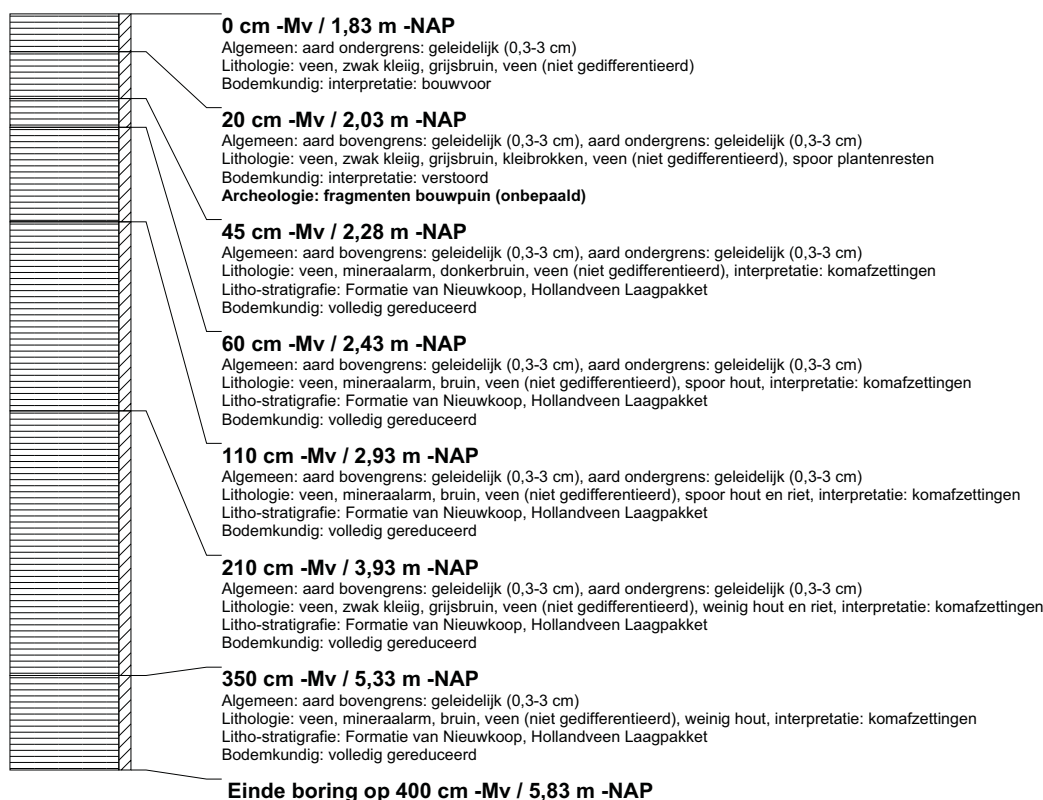 0 cm -Mv / 1,83 m -NAP
Algemeen: aard ondergrens: geleidelijk (0,3-3 cm)
Lithologie: veen, zwak kleiig, grijsbruin, veen (niet gedifferentieerd)
Bodemkundig: interpretatie: bouwvoor
20 cm -Mv / 2,03 m -NAP
Algemeen: aard bovengrens: geleidelijk (0,3-3 cm), aard ondergrens: geleidelijk (0,3-3 cm)
Lithologie: veen, zwak kleiig, grijsbruin, kleibrokken, veen (niet gedifferentieerd), spoor plantenresten
Bodemkundig: interpretatie: verstoord
Archeologie: fragmenten bouwpuin (onbepaald)
45 cm -Mv / 2,28 m -NAP
Algemeen: aard bovengrens: geleidelijk (0,3-3 cm), aard ondergrens: geleidelijk (0,3-3 cm)
Lithologie: veen, mineraalarm, donkerbruin, veen (niet gedifferentieerd), interpretatie: komafzettingen
Litho-stratigrafie: Formatie van Nieuwkoop, Hollandveen Laagpakket
Bodemkundig: volledig gereduceerd
60 cm -Mv / 2,43 m -NAP
Algemeen: aard bovengrens: geleidelijk (0,3-3 cm), aard ondergrens: geleidelijk (0,3-3 cm)
Lithologie: veen, mineraalarm, bruin, veen (niet gedifferentieerd), spoor hout, interpretatie: komafzettingen
Litho-stratigrafie: Formatie van Nieuwkoop, Hollandveen Laagpakket
Bodemkundig: volledig gereduceerd
110 cm -Mv / 2,93 m -NAP
Algemeen: aard bovengrens: geleidelijk (0,3-3 cm), aard ondergrens: geleidelijk (0,3-3 cm)
Lithologie: veen, mineraalarm, bruin, veen (niet gedifferentieerd), spoor hout en riet, interpretatie: komafzettingen
Litho-stratigrafie: Formatie van Nieuwkoop, Hollandveen Laagpakket
Bodemkundig: volledig gereduceerd
210 cm -Mv / 3,93 m -NAP
Algemeen: aard bovengrens: geleidelijk (0,3-3 cm), aard ondergrens: geleidelijk (0,3-3 cm)
Lithologie: veen, zwak kleiig, grijsbruin, veen (niet gedifferentieerd), weinig hout en riet, interpretatie: komafzettingen
Litho-stratigrafie: Formatie van Nieuwkoop, Hollandveen Laagpakket
Bodemkundig: volledig gereduceerd
350 cm -Mv / 5,33 m -NAP
Algemeen: aard bovengrens: geleidelijk (0,3-3 cm)
Lithologie: veen, mineraalarm, bruin, veen (niet gedifferentieerd), weinig hout, interpretatie: komafzettingen
Litho-stratigrafie: Formatie van Nieuwkoop, Hollandveen Laagpakket
Bodemkundig: volledig gereduceerd
Einde boring op 400 cm -Mv / 5,83 m -NAP